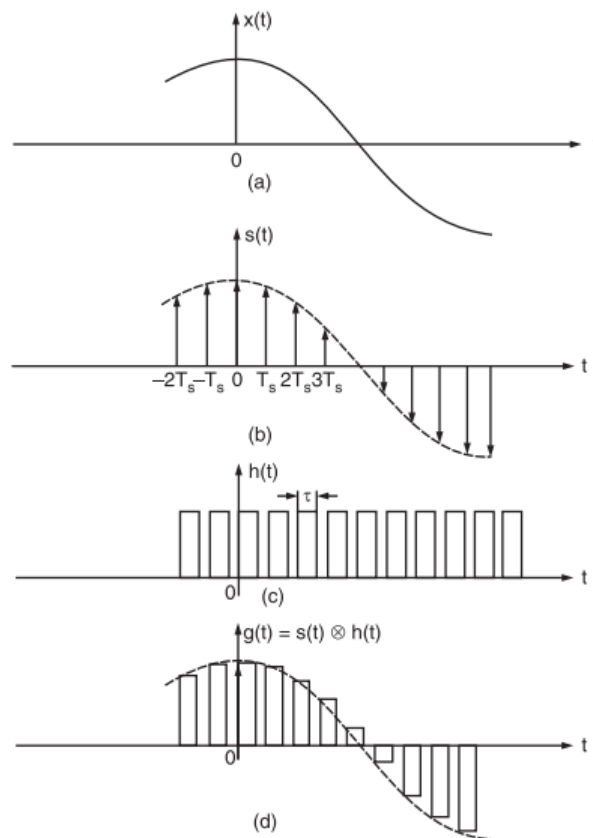 x(t)
0
(a)
s(t)
t
−2Tₛ −Tₛ 0 Tₛ 2Tₛ 3Tₛ
(b)
h(t)
τ
t
0
(c)
g(t) = s(t) ⊗ h(t)
t
0
(d)